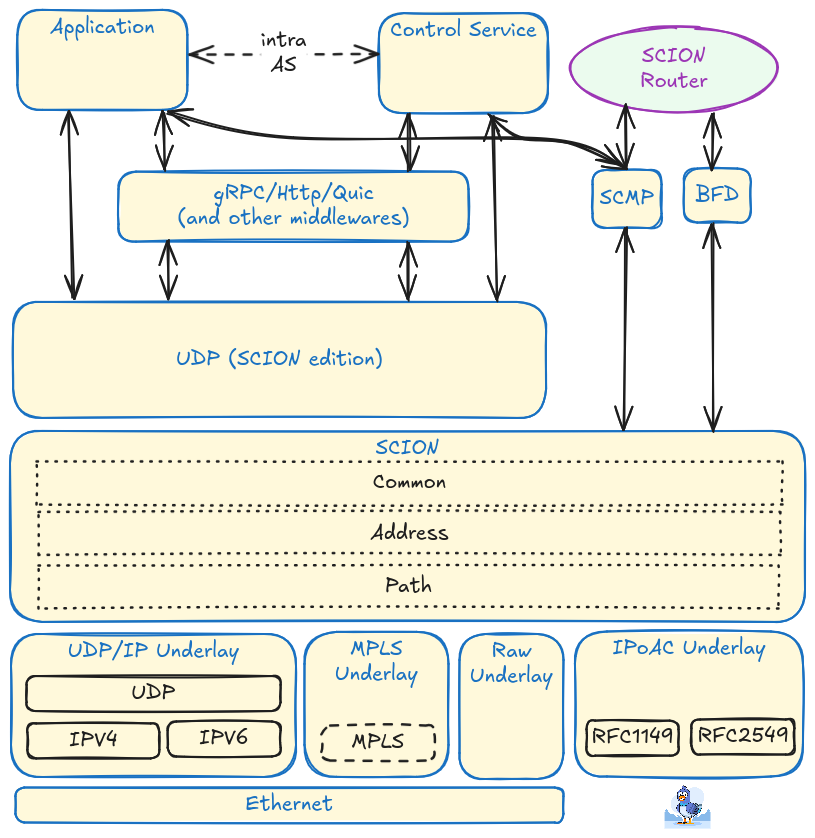 Application
intra
AS
Control Service
SCION
Router
gRPC/Http/Quic
(and other middlewares)
SCMP
BFD
UDP (SCION edition)
SCION
Common
Address
Path
UDP/IP Underlay
UDP
IPV4
IPV6
MPLS
Underlay
MPLS
Raw
Underlay
IPoAC Underlay
RFC1149
RFC2549
Ethernet